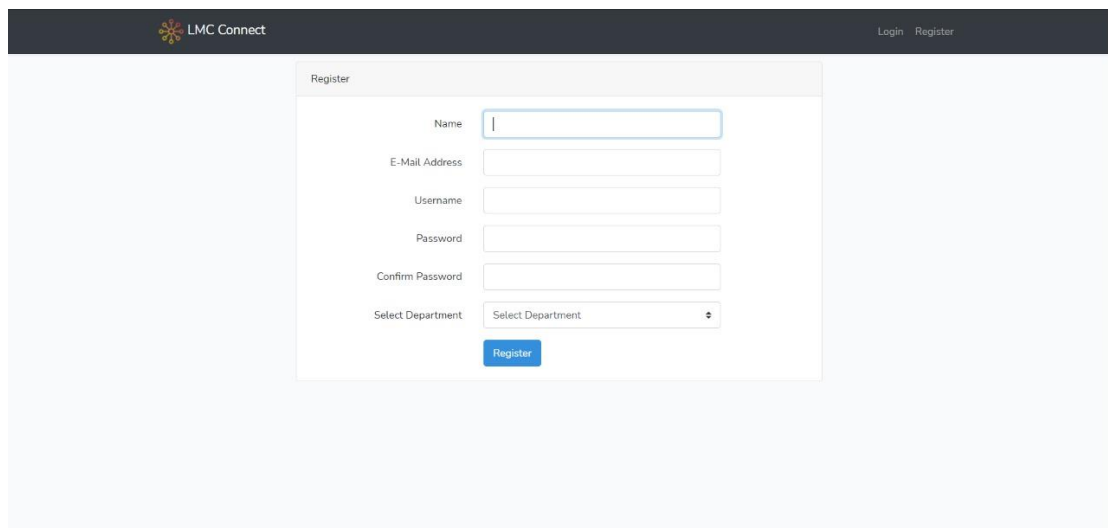 LMC Connect
Login Register
Register
Name
E-Mail Address
Username
Password
Confirm Password
Select Department Select Department
Register